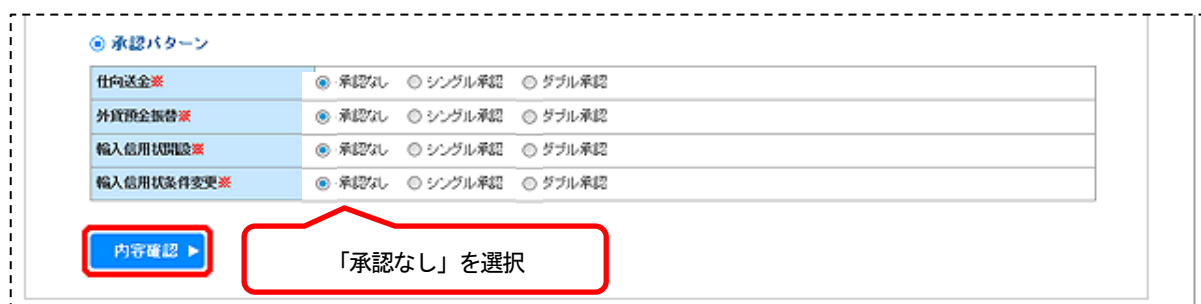 承認パターン
仕向送金※ 承認なし シングル承認 ダブル承認
外貨預金振替※ 承認なし シングル承認 ダブル承認
輸入信用状開設※ 承認なし シングル承認 ダブル承認
輸入信用状条件変更※ 承認なし シングル承認 ダブル承認
内容確認
「承認なし」を選択